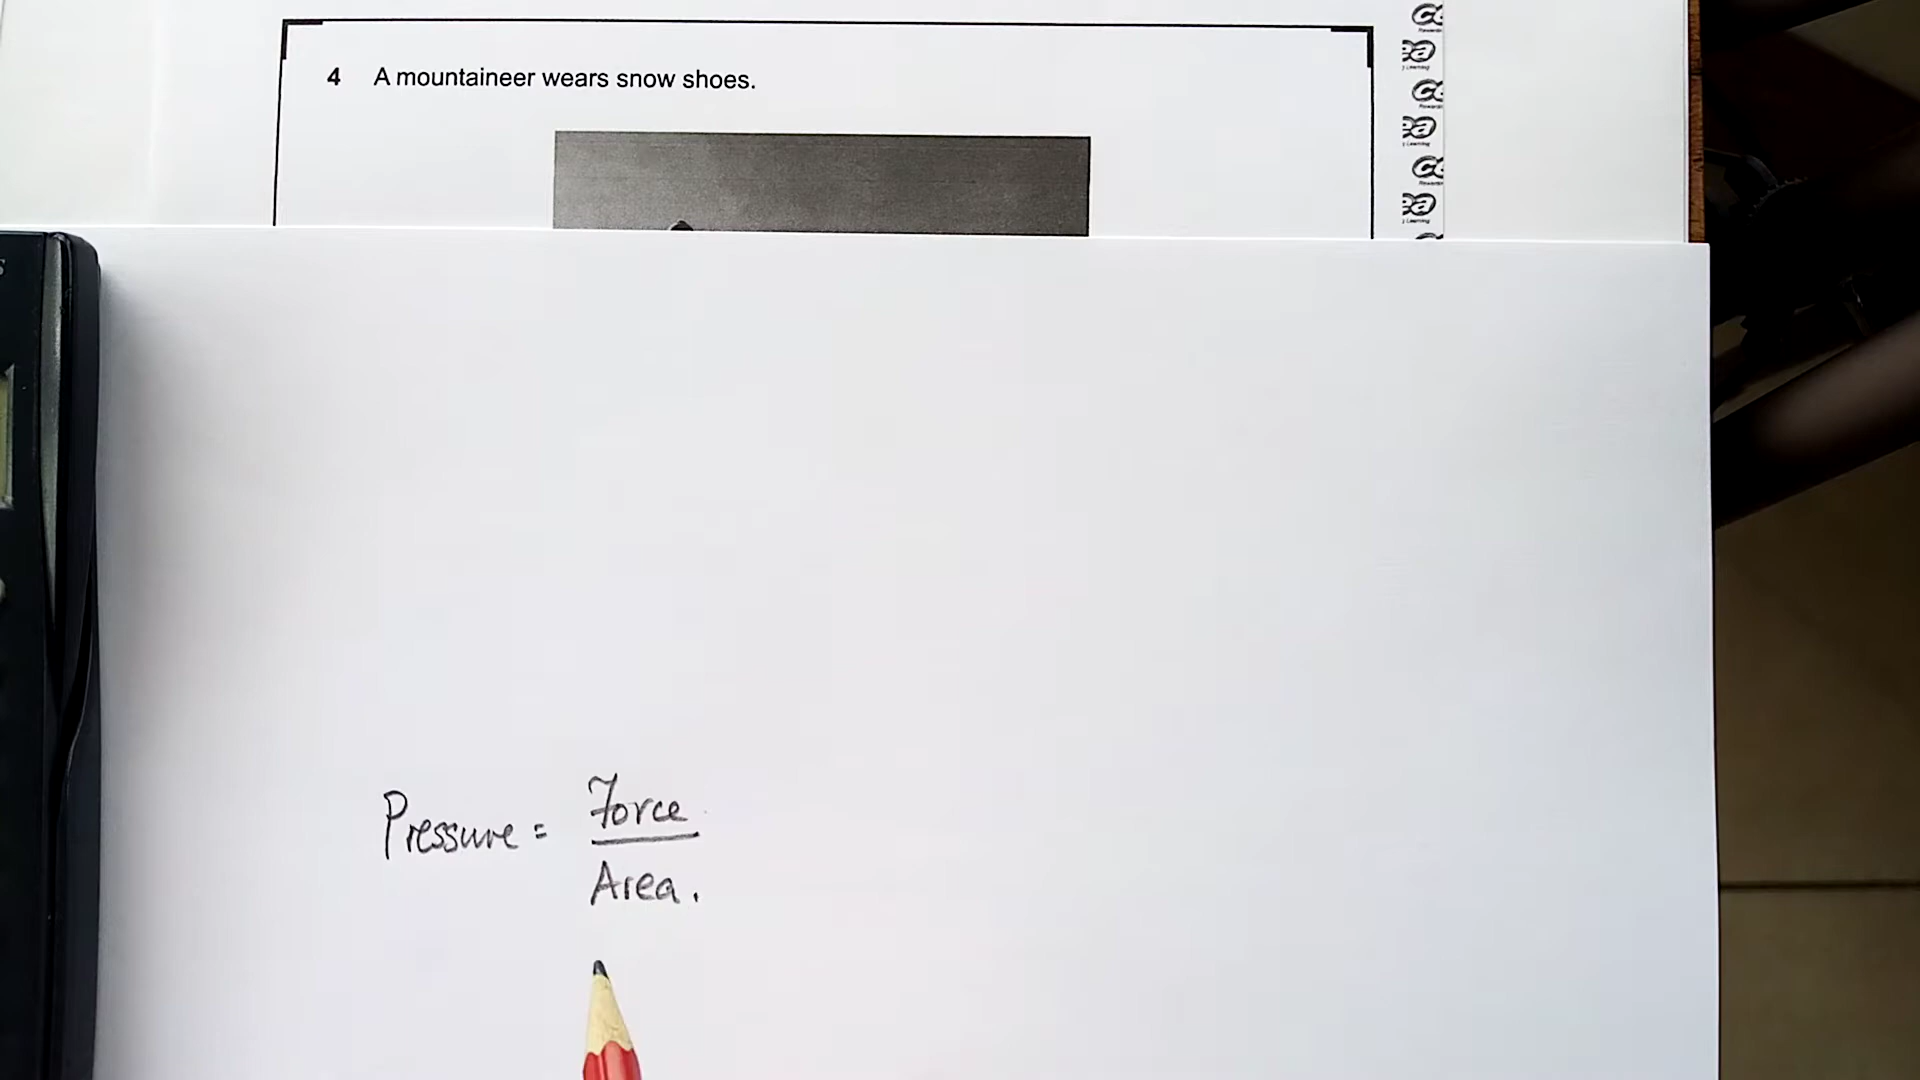 4 A mountaineer wears snow shoes.
Pressure = Force
Area.